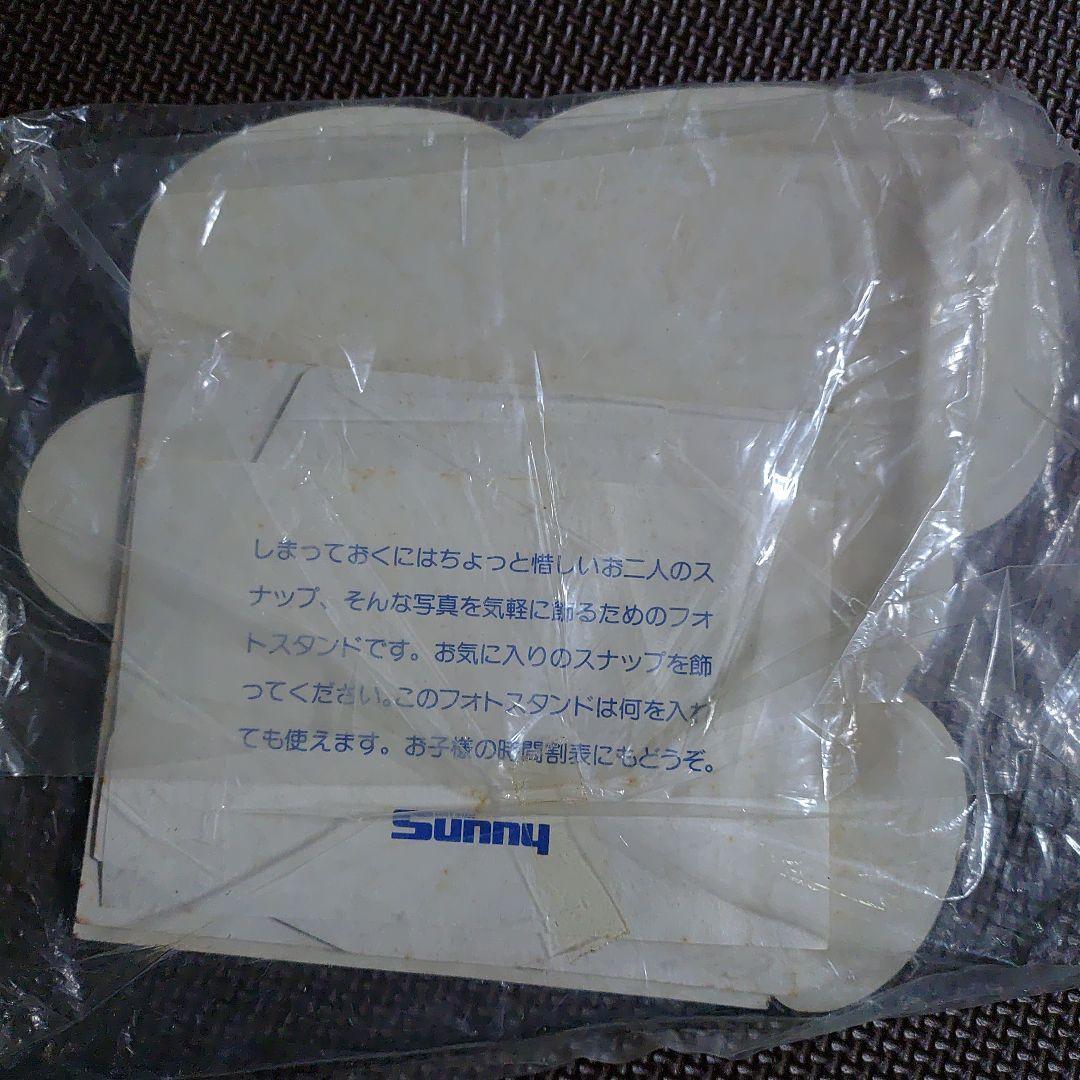 しまっておくにはちょっと惜しいお二人のス
ナップ、そんな写真を気軽に飾るためのフォ
トスタンドです。お気に入りのスナップを飾
ってください。このフォトスタンドは何を入れ
ても使えます。お子様の時間割表にもどうぞ。
Sunny